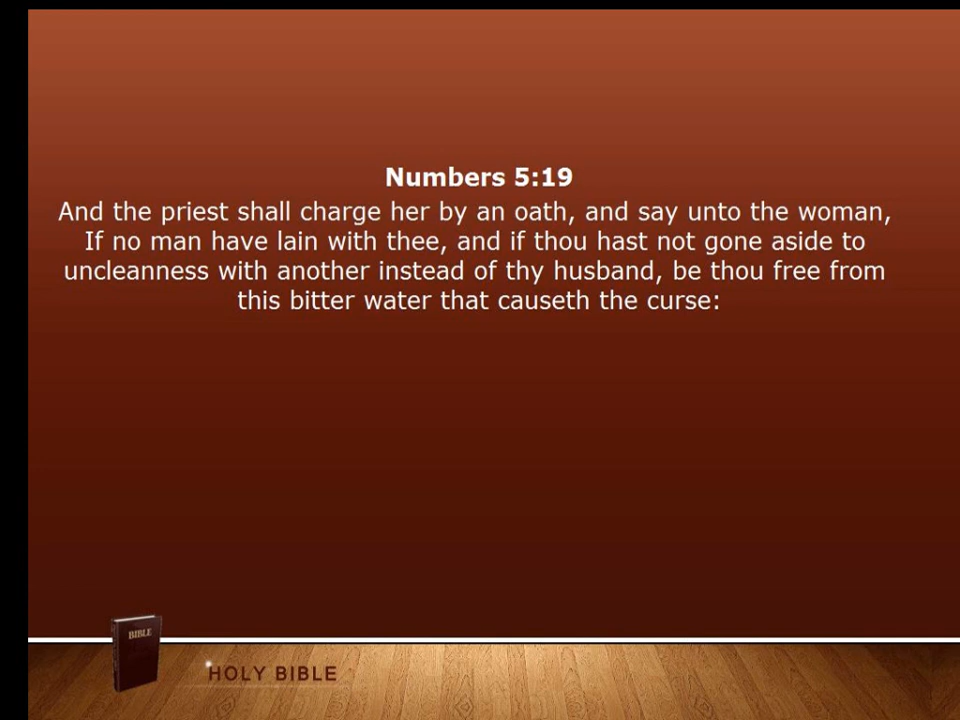 Numbers 5:19
And the priest shall charge her by an oath, and say unto the woman,
If no man have lain with thee, and if thou hast not gone aside to
uncleanness with another instead of thy husband, be thou free from
this bitter water that causeth the curse:
BIBLE
HOLY BIBLE